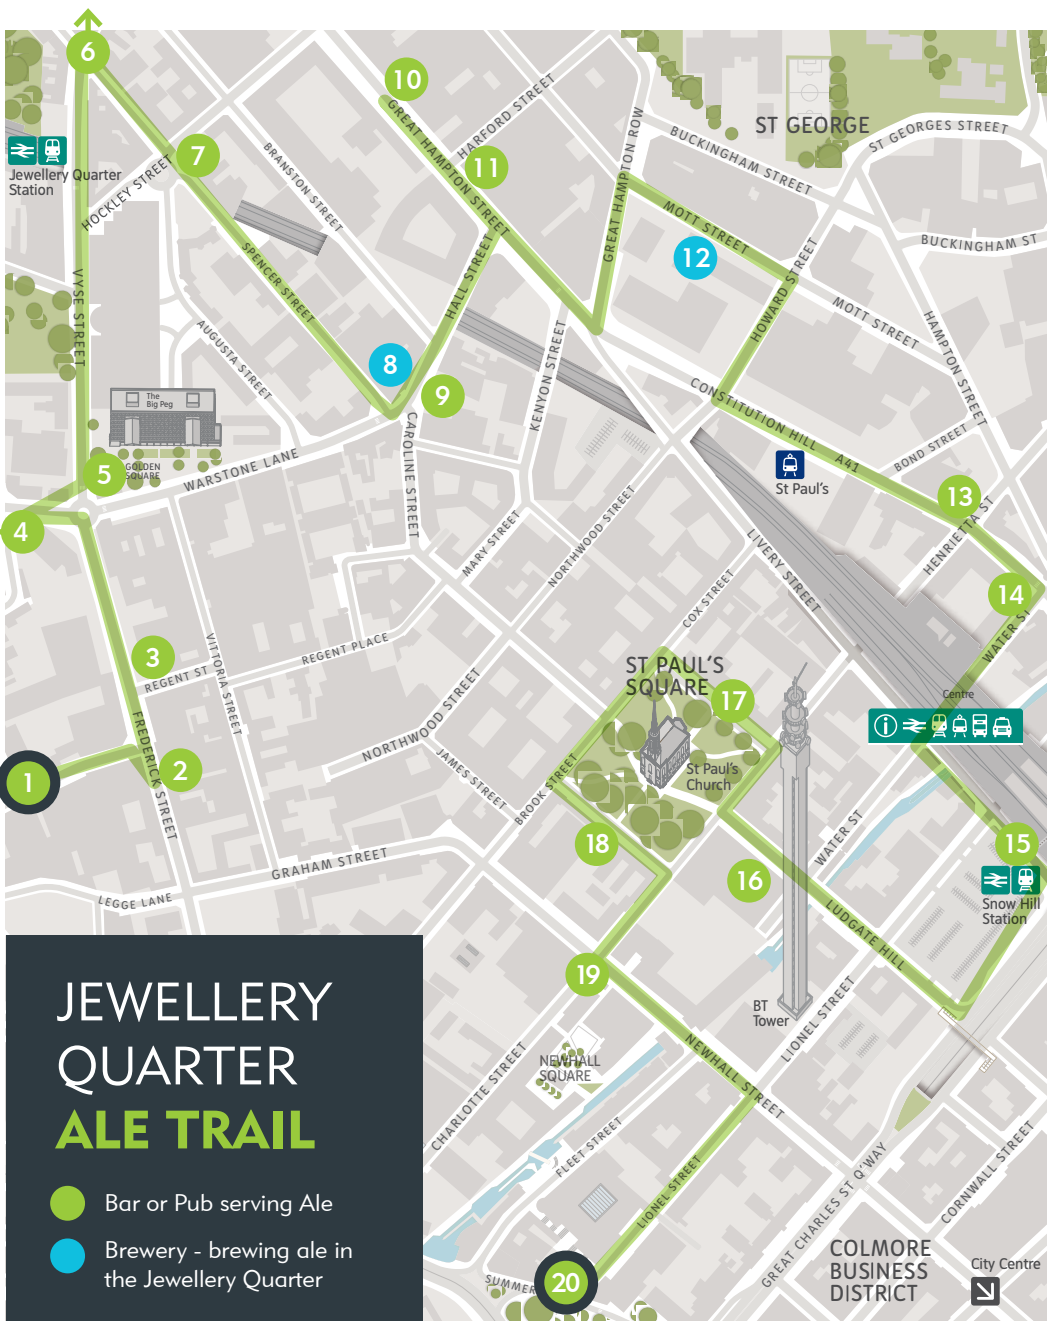 6
10
ST GEORGE
ST GEORGES STREET
GREAT HAMPTON STREET
HARFORD STREET
GREAT HAMPTON ROW
BUCKINGHAM STREET
Jewellery Quarter
Station
7
HOCKLEY STREET
BRANSTON STREET
11
MOTT STREET
12
BUCKINGHAM ST
HOWARD STREET
VYSE STREET
SPENCER STREET
HALL STREET
AUGUSTA STREET
KENYON STREET
MOTT STREET
HAMPTON STREET
8
9
The
Big Peg
GOLDEN
SQUARE
5
WARSTONE LANE
CAROLINE STREET
CONSTITUTION HILL
A41
BOND STREET
St Paul's
13
HENRIETTA ST
4
MARY STREET
NORTHWOOD STREET
LIVERY STREET
COX STREET
14
WATER ST
3
REGENT ST
REGENT PLACE
VITTORIA STREET
ST PAUL'S
SQUARE
17
Centre
FREDERICK STREET
NORTHWOOD STREET
JAMES STREET
BROOK STREET
St Paul's
Church
1
2
18
16
WATER ST
15
Snow Hill
Station
GRAHAM STREET
LEGGE LANE
LUDGATE HILL
19
BT
Tower
LIONEL STREET
NEWHALL
SQUARE
NEWHALL STREET
CHARLOTTE STREET
FLEET STREET
LIONEL STREET
GREAT CHARLES ST Q'WAY
CORNWALL STREET
COLMORE
BUSINESS
DISTRICT
City Centre
SUMMER
20
JEWELLERY
QUARTER
ALE TRAIL
Bar or Pub serving Ale
Brewery - brewing ale in
the Jewellery Quarter